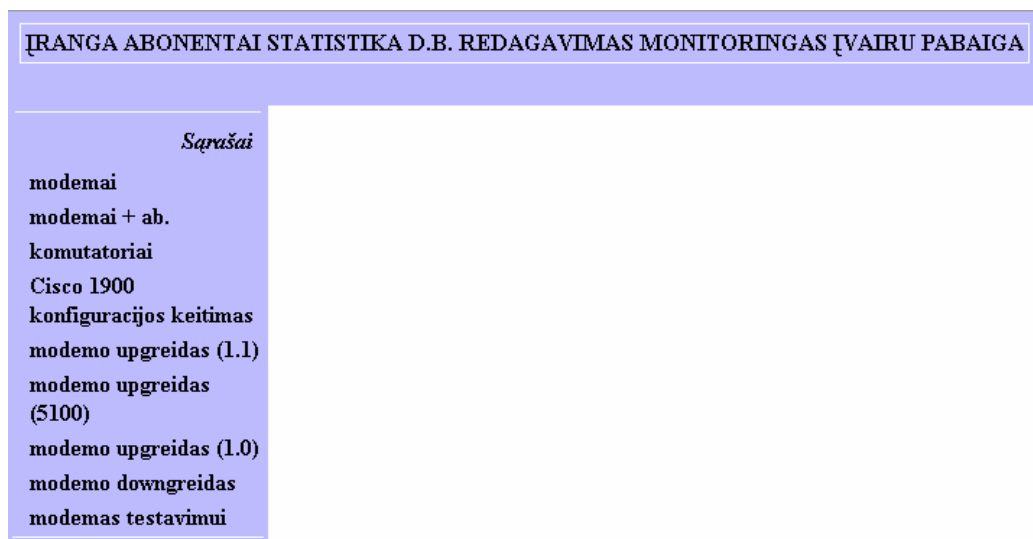 ĮRANGA ABONENTAI STATISTIKA D.B. REDAGAVIMAS MONITORINGAS ĮVAIRU PABAIGA
Sąrašai
modemai
modemai + ab.
komutatoriai
Cisco 1900
konfiguracijos keitimas
modemo upgreidas (1.1)
modemo upgreidas
(5100)
modemo upgreidas (1.0)
modemo downgreidas
modemas testavimui